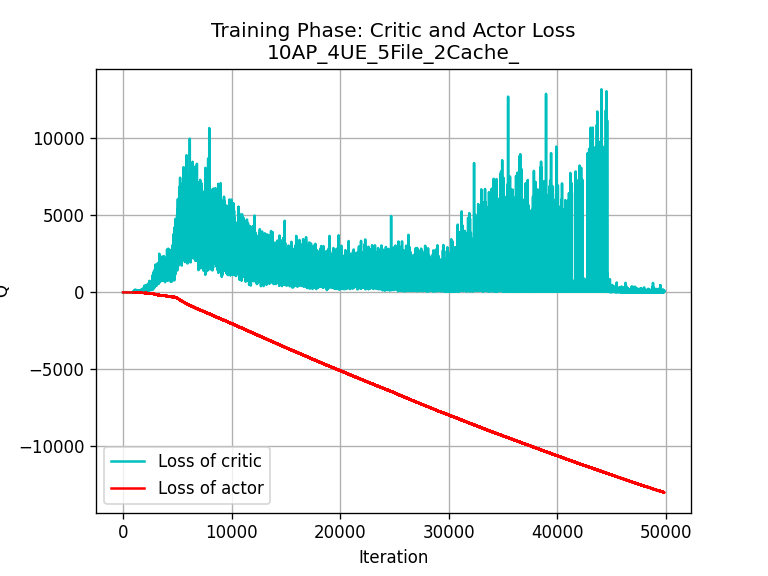 Training Phase: Critic and Actor Loss
10AP_4UE_5File_2Cache_
10000
5000
0
−5000
−10000
Q
Loss of critic
Loss of actor
0
10000
20000
30000
40000
50000
Iteration